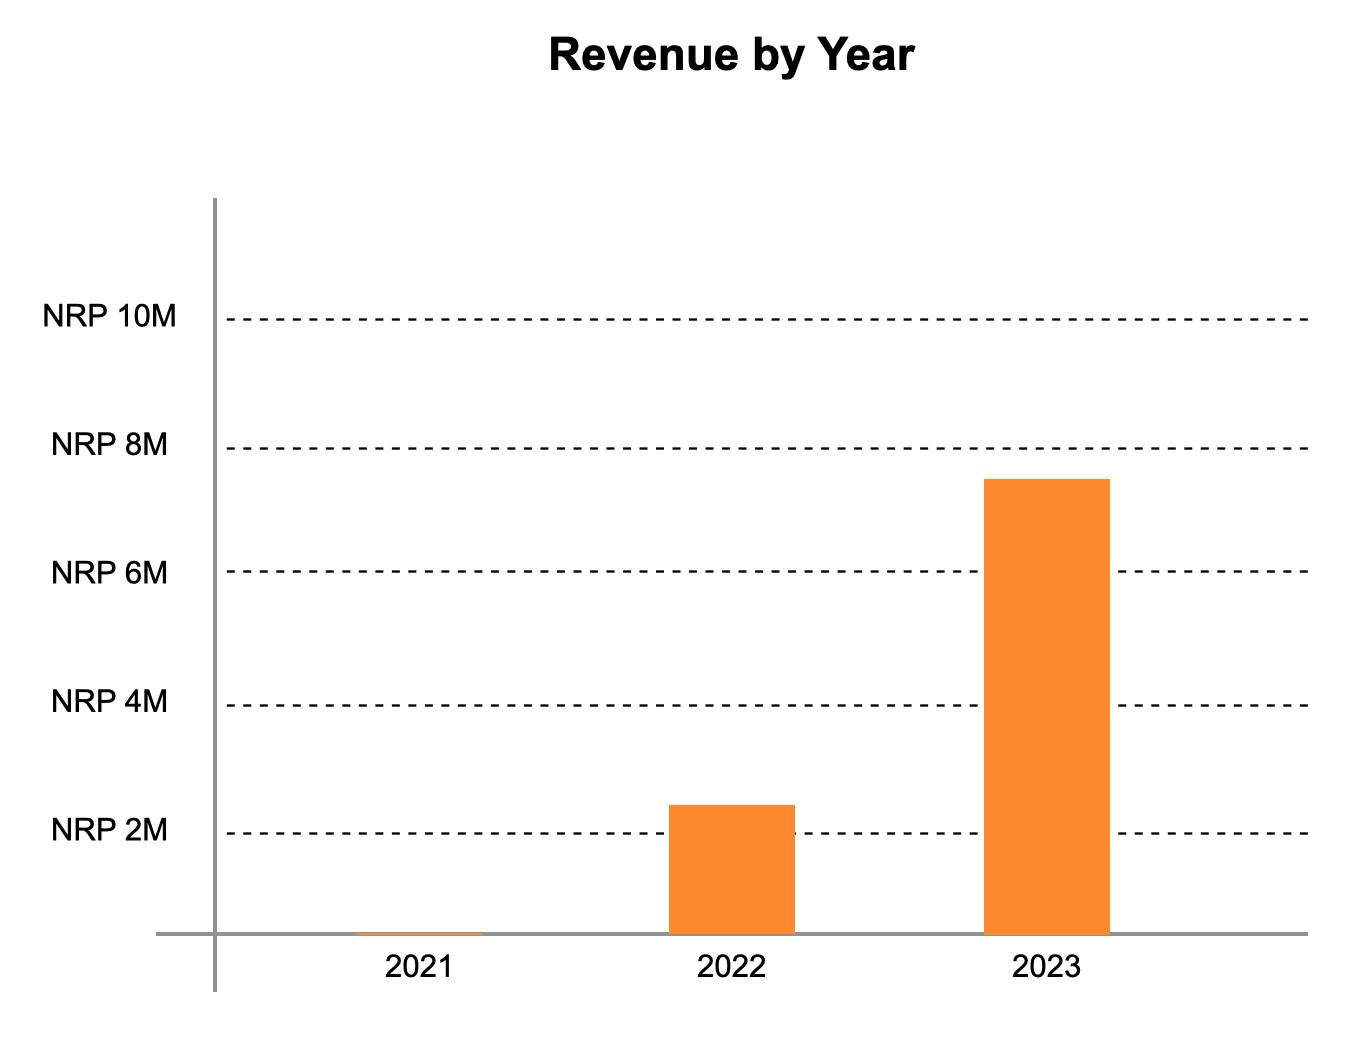 Revenue by Year
NRP 10M
NRP 8M
NRP 6M
NRP 4M
NRP 2M
2021 2022 2023